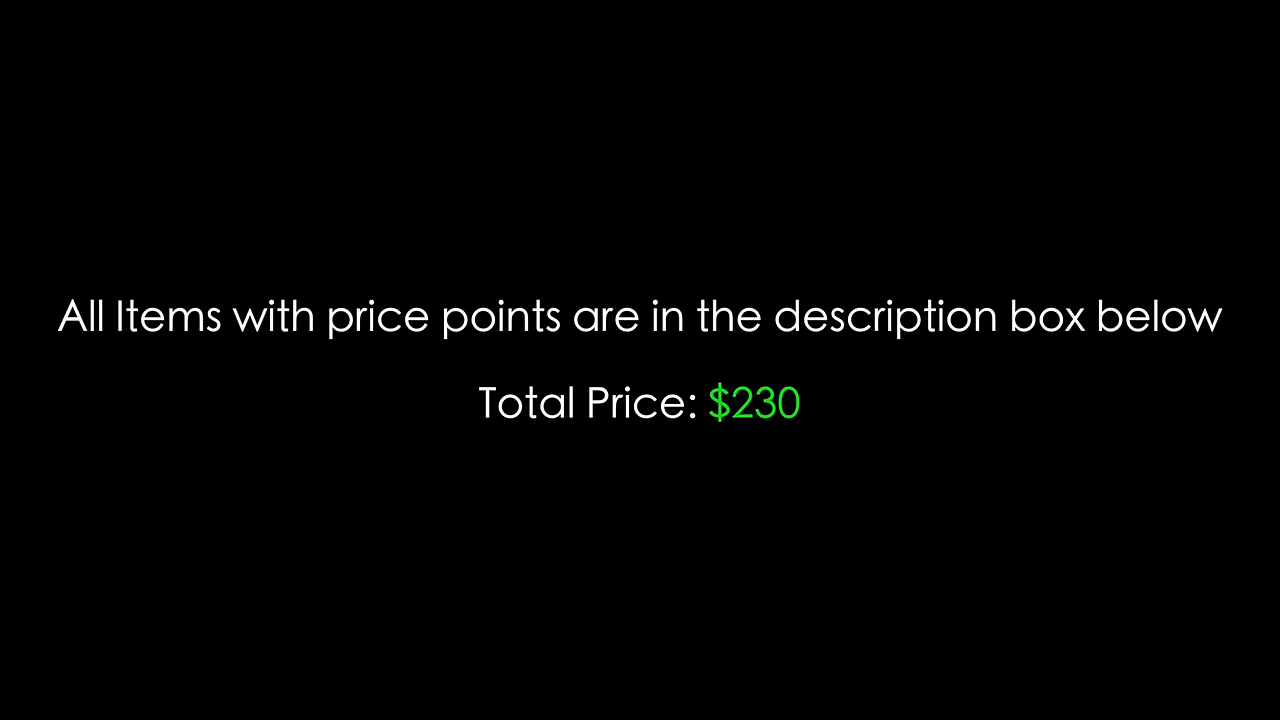 All Items with price points are in the description box below
Total Price: $230